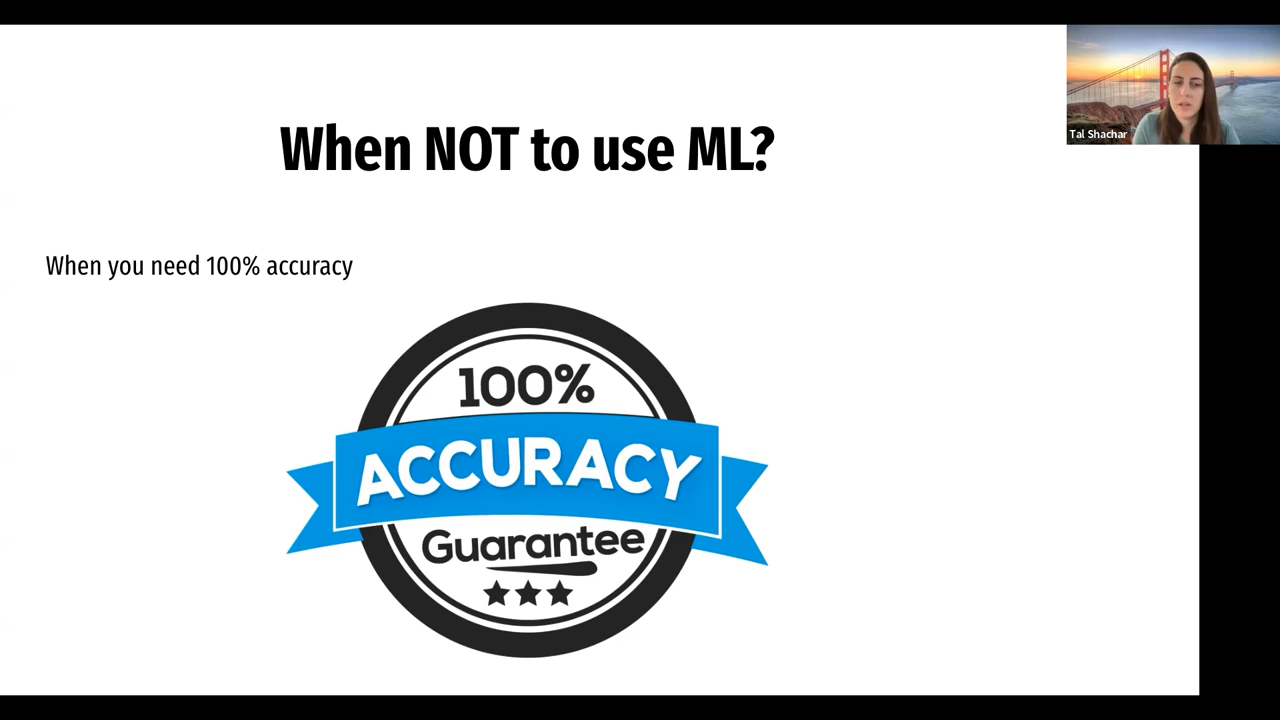 Tal Shachar
When NOT to use ML?
When you need 100% accuracy
100%
ACCURACY
Guarantee